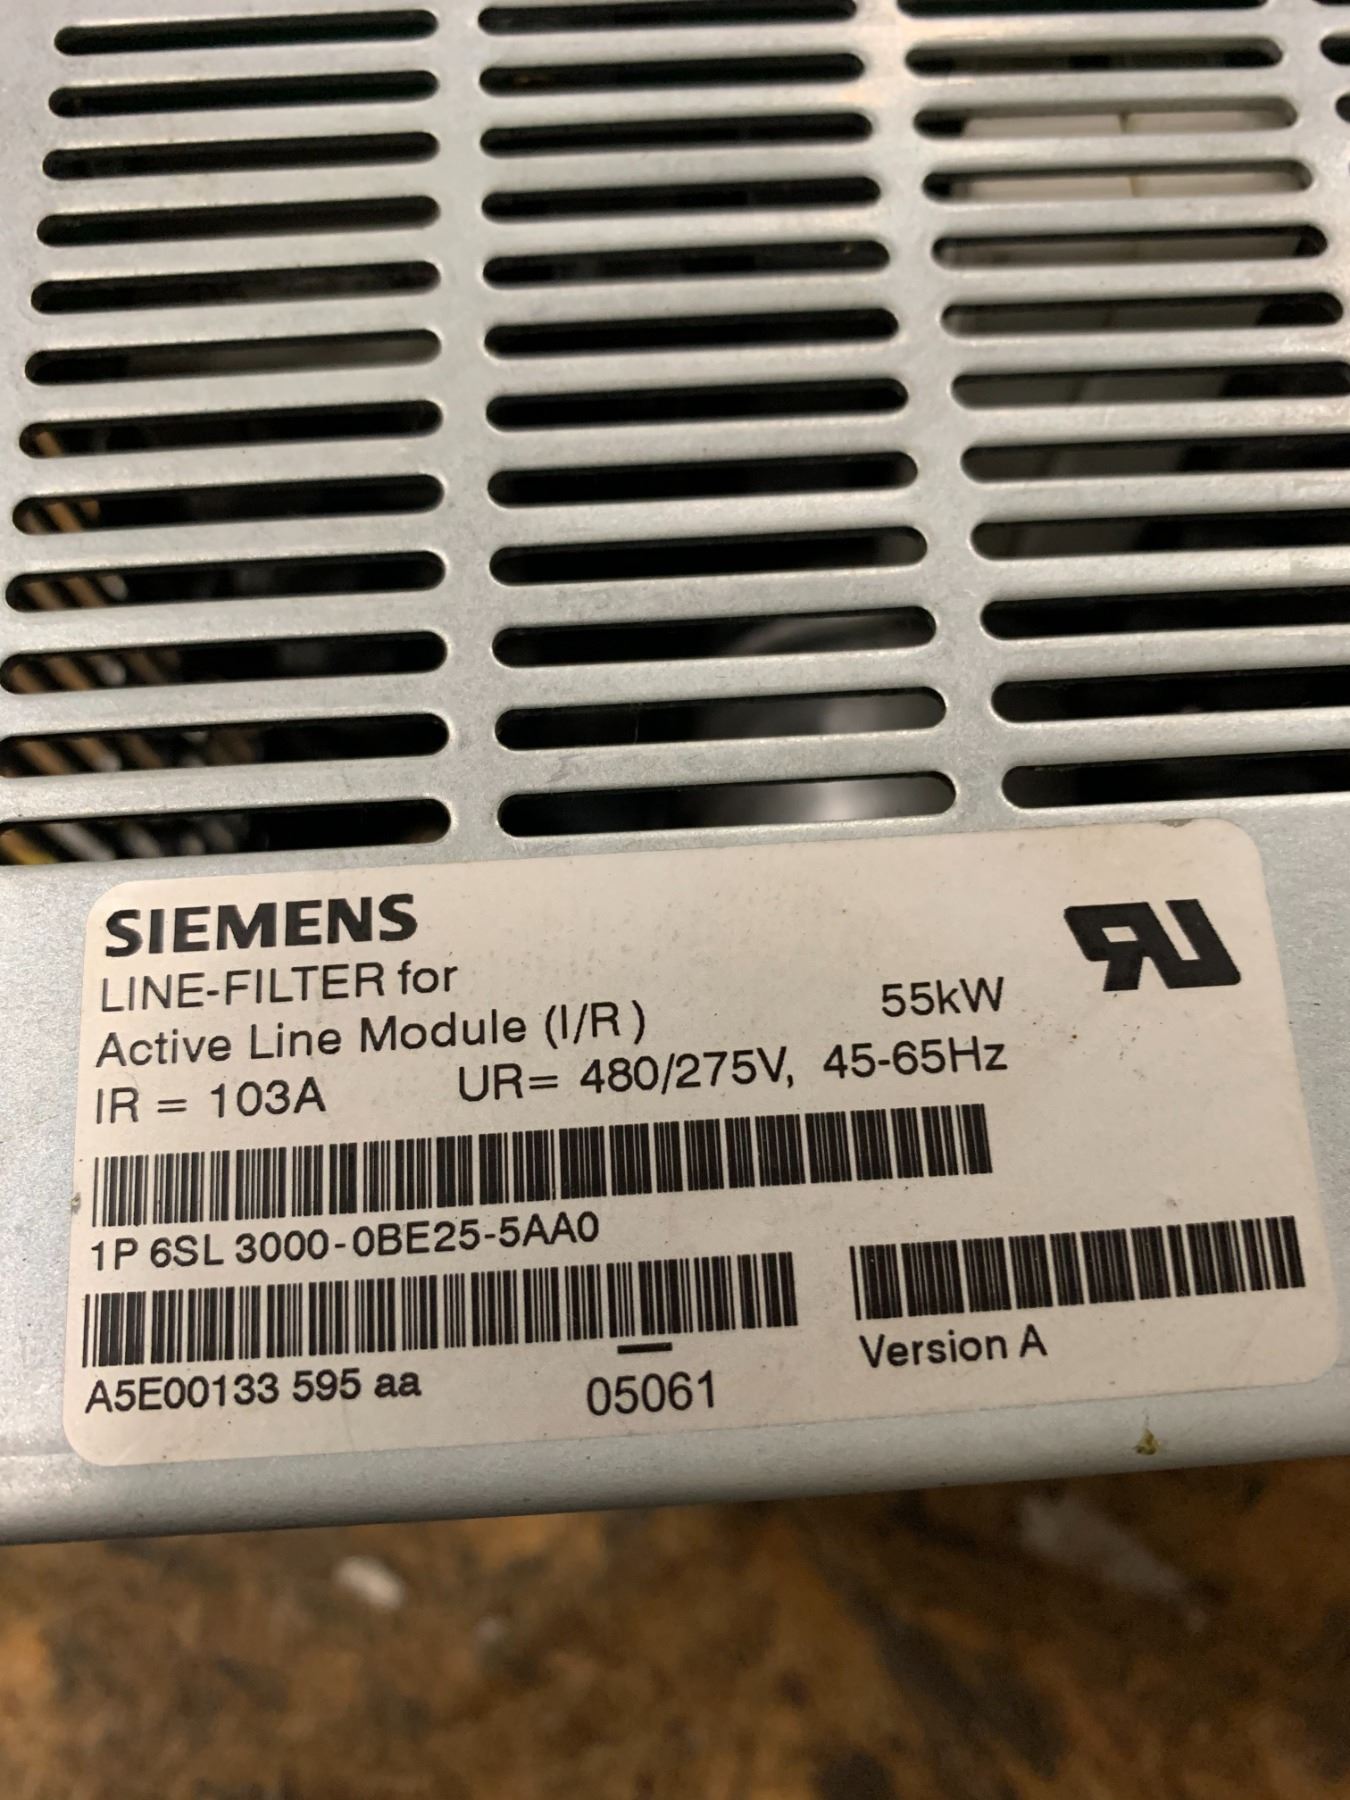 SIEMENS
LINE-FILTER for
Active Line Module (I/R ) 55kW
IR = 103A UR= 480/275V, 45-65Hz
1P 6SL 3000-0BE25-5AA0
A5E00133 595 aa 05061 Version A